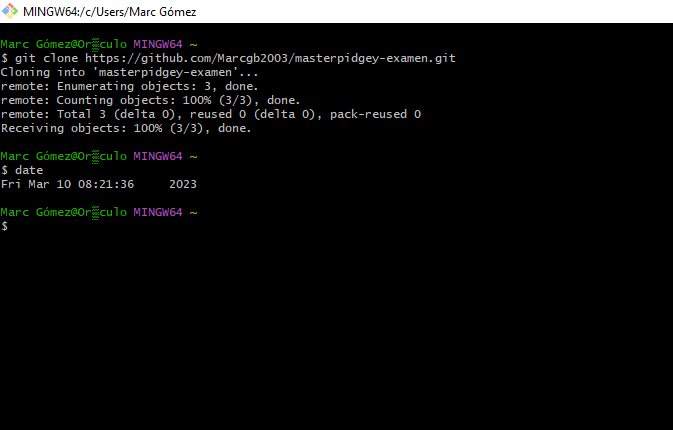 MINGW64:/c/Users/Marc Gómez
Marc Gómez@Or▒culo MINGW64 ~
$ git clone https://github.com/Marcgb2003/masterpidgey-examen.git
Cloning into 'masterpidgey-examen'...
remote: Enumerating objects: 3, done.
remote: Counting objects: 100% (3/3), done.
remote: Total 3 (delta 0), reused 0 (delta 0), pack-reused 0
Receiving objects: 100% (3/3), done.
Marc Gómez@Or▒culo MINGW64 ~
$ date
Fri Mar 10 08:21:36     2023
Marc Gómez@Or▒culo MINGW64 ~
$